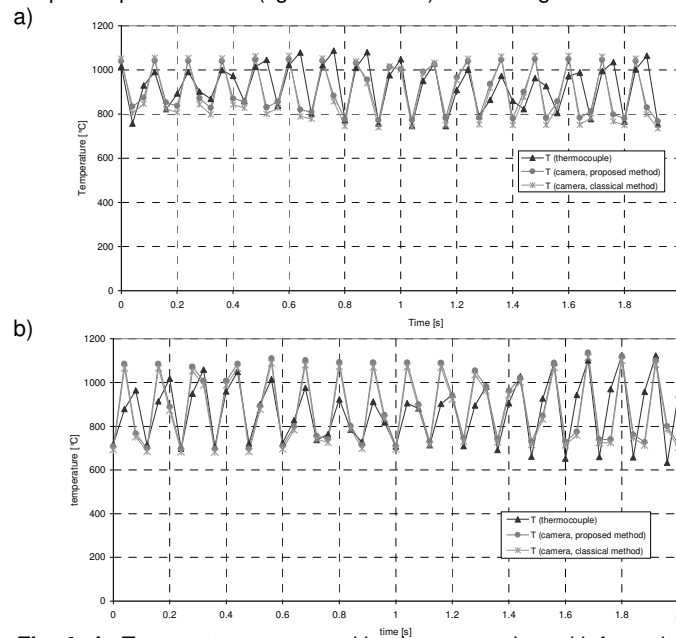 a)
1200
1000
800
600
400
200
0
Temperature [°C]
T (thermocouple)
T (camera, proposed method)
T (camera, classical method)
0 0.2 0.4 0.6 0.8 1 1.2 1.4 1.6 1.8
Time [s]
b)
1200
1000
800
600
400
200
0
temperature [°C]
T (thermocouple)
T (camera, proposed method)
T (camera, classical method)
0 0.2 0.4 0.6 0.8 1 1.2 1.4 1.6 1.8
time [s]